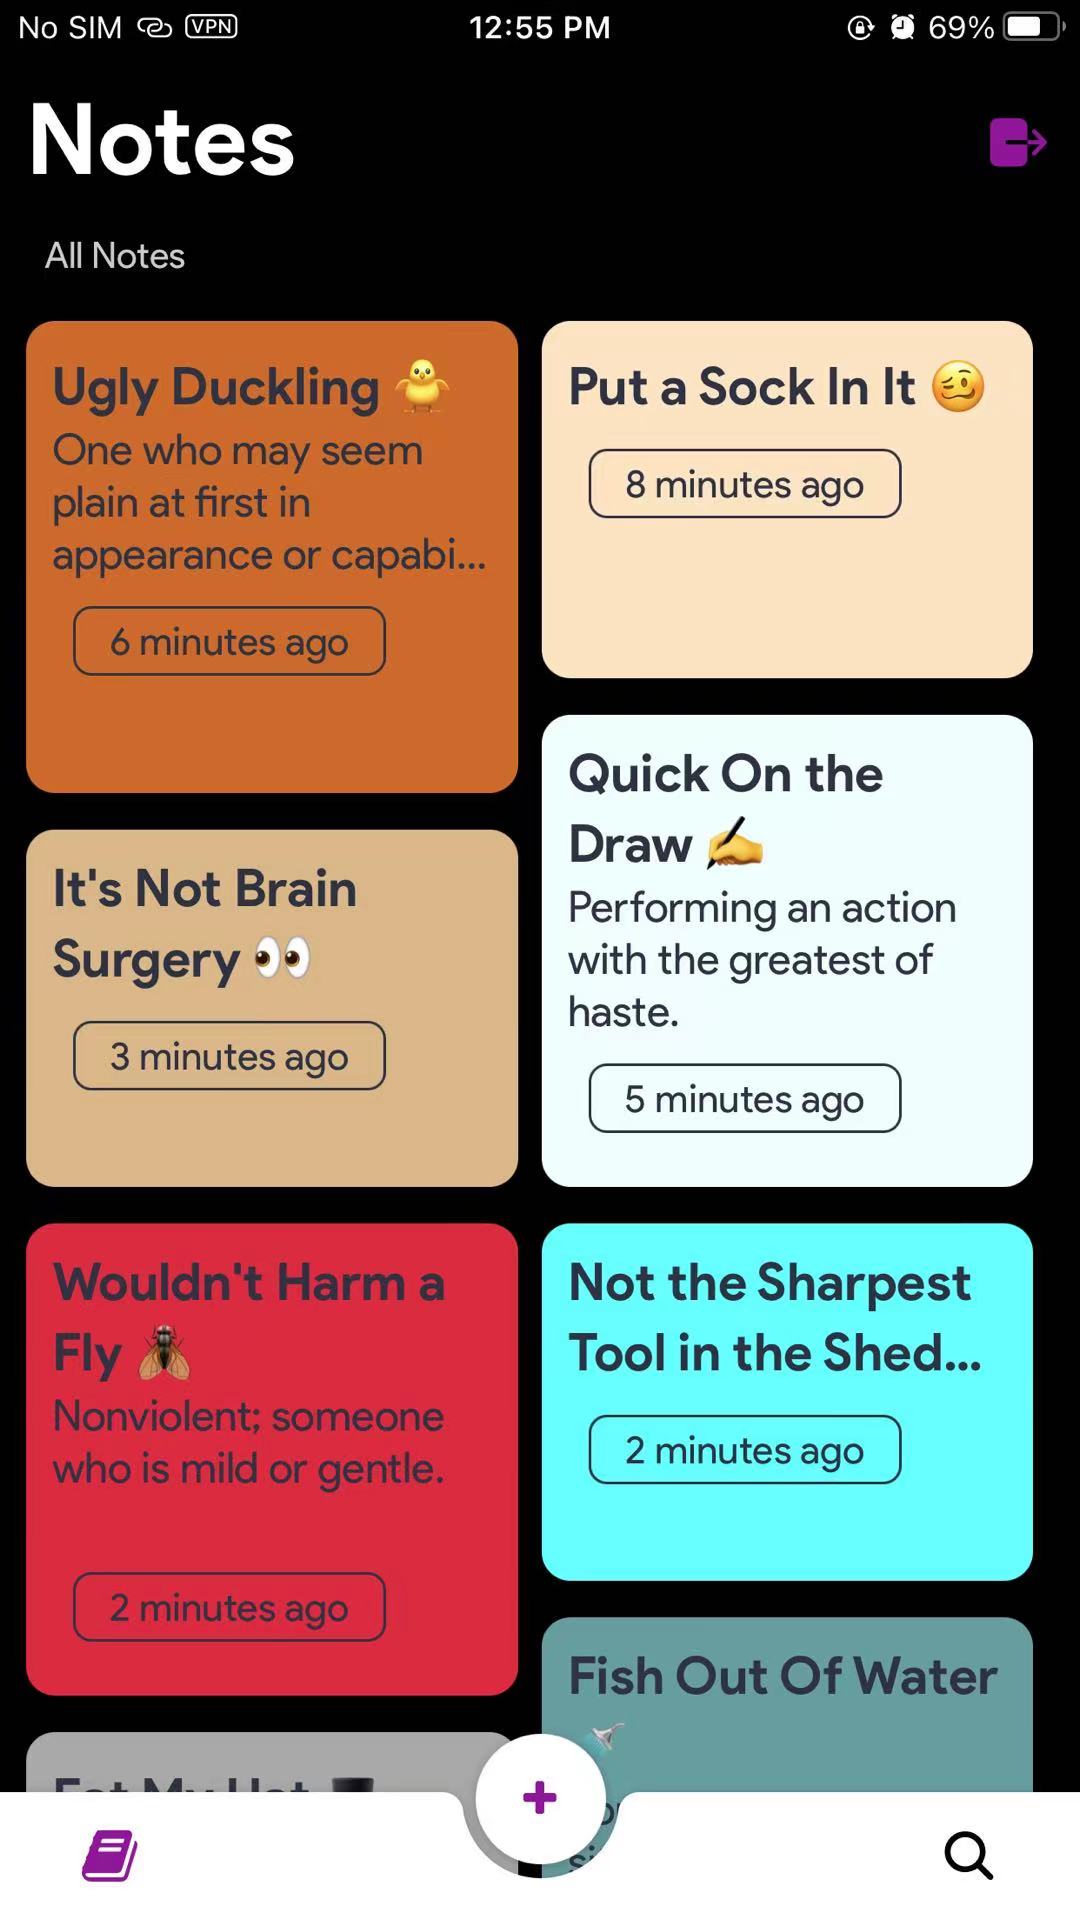 No SIM VPN 12:55 PM 69%
Notes
All Notes
Ugly Duckling 🐥
One who may seem
plain at first in
appearance or capabi...
6 minutes ago
Put a Sock In It 🥴
8 minutes ago
Quick On the
Draw ✍️
Performing an action
with the greatest of
haste.
5 minutes ago
It's Not Brain
Surgery 👀
3 minutes ago
Wouldn't Harm a
Fly 🪰
Nonviolent; someone
who is mild or gentle.
2 minutes ago
Not the Sharpest
Tool in the Shed...
2 minutes ago
Fish Out Of Water
Eat My Hat 🎩